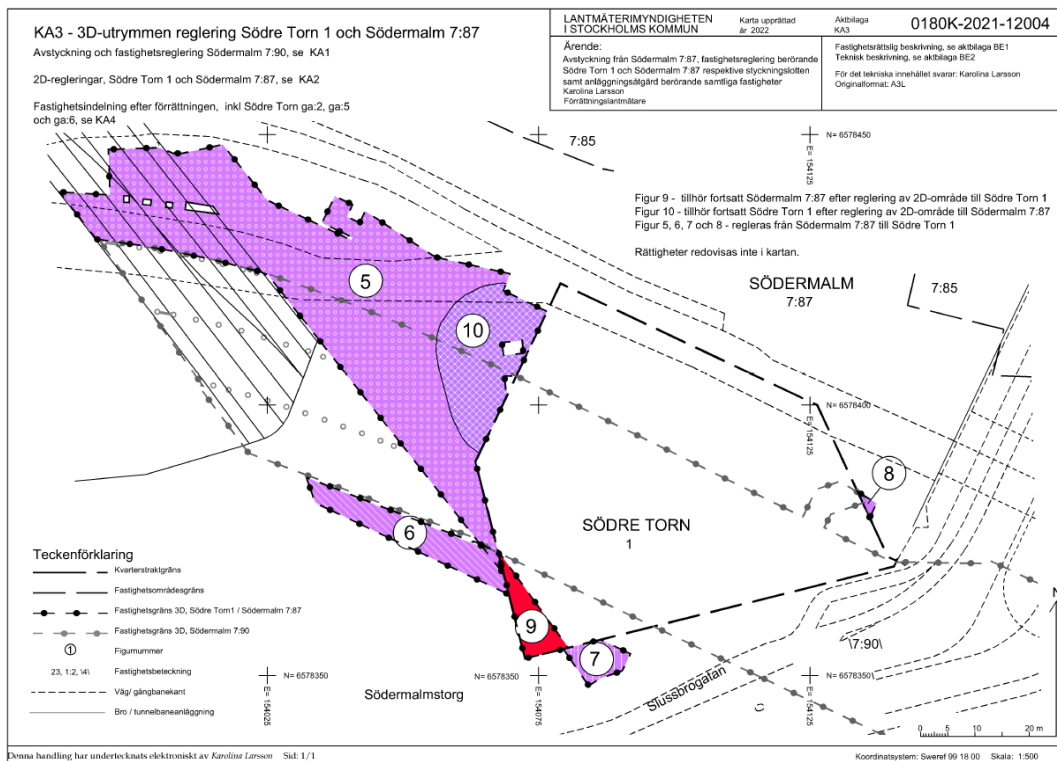 KA3 - 3D-utrymmen reglering Södre Torn 1 och Södermalm 7:87
Avstyckning och fastighetsreglering Södermalm 7:90, se KA1
2D-regleringar, Södre Torn 1 och Södermalm 7:87, se KA2
Fastighetsindelning efter förrättningen, inkl Södre Torn ga:2, ga:5
och ga:6, se KA4
LANTMÄTERIMYNDIGHETEN
I STOCKHOLMS KOMMUN
Karta upprättad
år 2022
Aktbilaga
KA3
0180K-2021-12004
Ärende:
Avstyckning från Södermalm 7:87, fastighetsreglering berörande
Södre Torn 1 och Södermalm 7:87 respektive styckningslotten
samt anläggningsåtgärd berörande samtliga fastigheter
Karolina Larsson
Förrättningslantmätare
Fastighetsrättslig beskrivning, se aktbilaga BE1
Teknisk beskrivning, se aktbilaga BE2
För det tekniska innehållet svarar: Karolina Larsson
Originalformat: A3L
7:85
E= 154125
N= 6578450
Figur 9 - tillhör fortsatt Södermalm 7:87 efter reglering av 2D-område till Södre Torn 1
Figur 10 - tillhör fortsatt Södre Torn 1 efter reglering av 2D-område till Södermalm 7:87
Figur 5, 6, 7 och 8 - regleras från Södermalm 7:87 till Södre Torn 1
Rättigheter redovisas inte i kartan.
SÖDERMALM
7:87
7:85
5
10
E= 154125
N= 6578400
8
SÖDRE TORN
1
6
9
7
\7:90\
Slussbrogatan
Södermalmstorg
E= 154025
N= 6578350
E= 154075
N= 6578350
E= 154125
N= 6578350\
N
Teckenförklaring
Kvarterstraktgräns
Fastighetsområdesgräns
Fastighetsgräns 3D, Södre Torn1 / Södermalm 7:87
Fastighetsgräns 3D, Södermalm 7:90
1 Figurnummer
23, 1:2, \4\ Fastighetsbeteckning
Väg/ gångbanekant
Bro / tunnelbaneanläggning
0 5 10 20 m
Denna handling har undertecknats elektroniskt av Karolina Larsson Sid: 1/1
Koordinatsystem: Sweref 99 18 00 Skala: 1:500